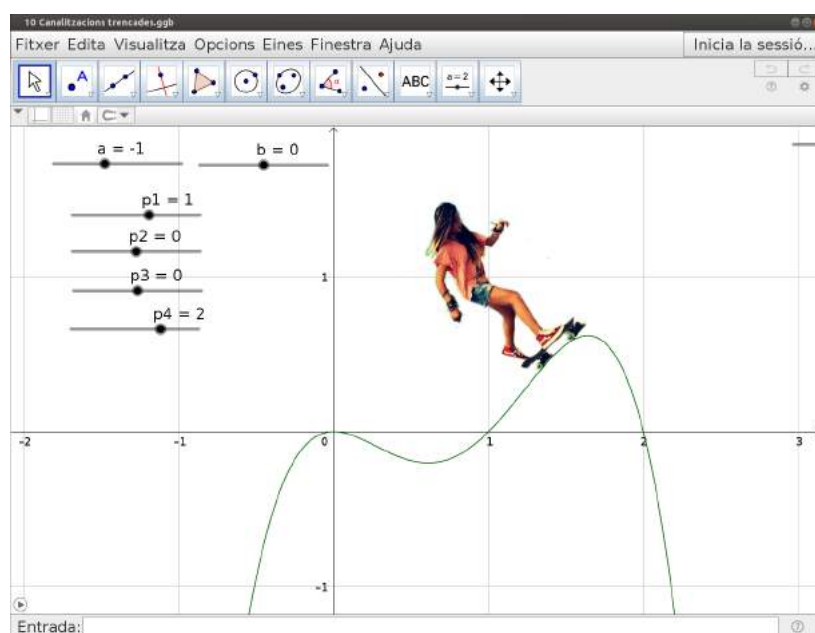 10 Canalitzacions trencades.ggb
Fitxer Edita Visualitza Opcions Eines Finestra Ajuda
Inicia la sessió...
A
α
ABC
a=2
a = -1
b = 0
p1 = 1
p2 = 0
p3 = 0
p4 = 2
1
-2
-1
0
1
2
3
-1
Entrada: